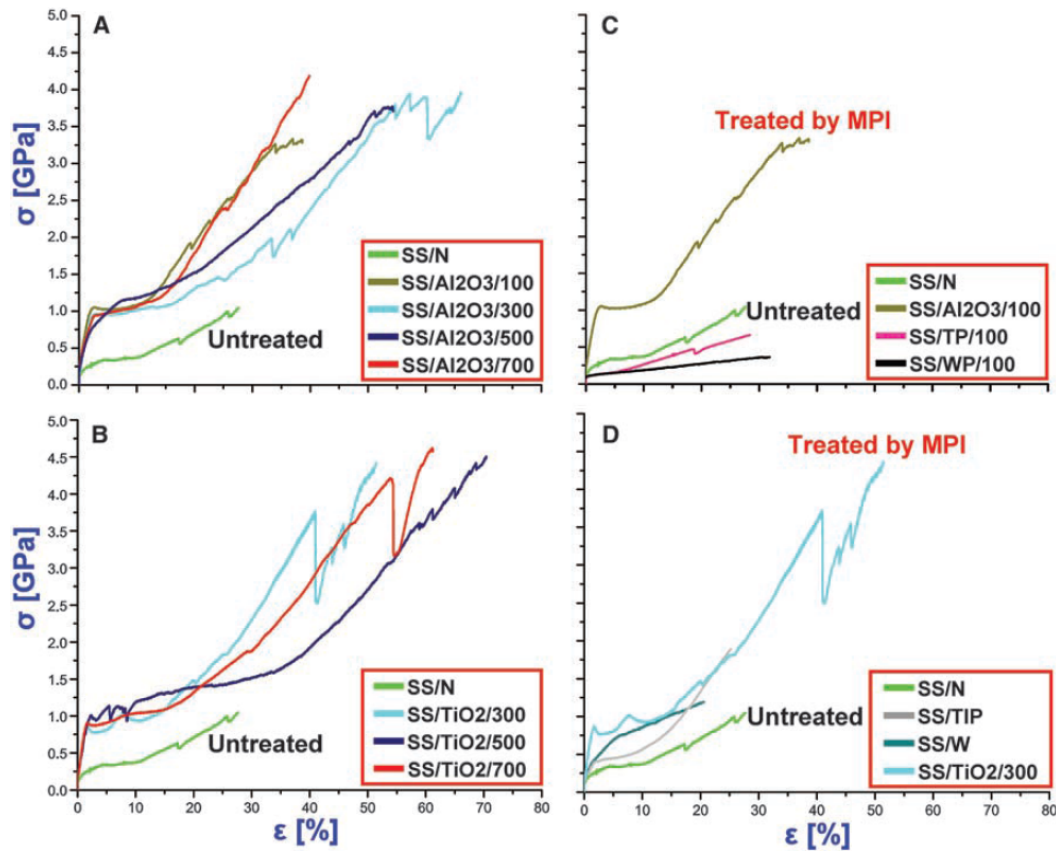 A
5.0
4.5
4.0
3.5
3.0
2.5
2.0
1.5
1.0
0.5
0.0
σ [GPa]
Untreated
SS/N
SS/Al2O3/100
SS/Al2O3/300
SS/Al2O3/500
SS/Al2O3/700
C
Treated by MPI
σ [GPa]
Untreated
SS/N
SS/Al2O3/100
SS/TP/100
SS/WP/100
B
5.0
4.5
4.0
3.5
3.0
2.5
2.0
1.5
1.0
0.5
0.0
σ [GPa]
Untreated
SS/N
SS/TiO2/300
SS/TiO2/500
SS/TiO2/700
0 10 20 30 40 50 60 70 80
ε [%]
D
Treated by MPI
σ [GPa]
Untreated
SS/N
SS/TIP
SS/W
SS/TiO2/300
0 10 20 30 40 50 60 70 80
ε [%]